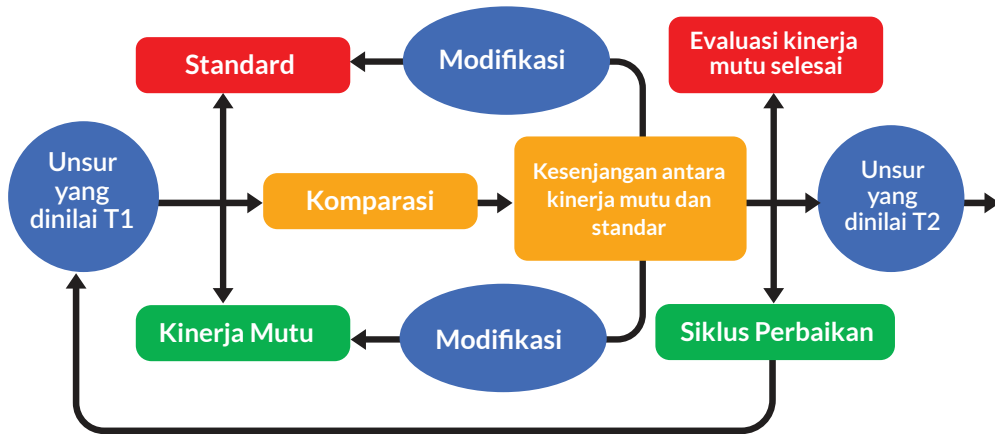 Standard
Modifikasi
Evaluasi kinerja
mutu selesai
Unsur
yang
dinilai T1
Komparasi
Kesenjangan antara
kinerja mutu dan
standar
Unsur
yang
dinilai T2
Kinerja Mutu
Modifikasi
Siklus Perbaikan